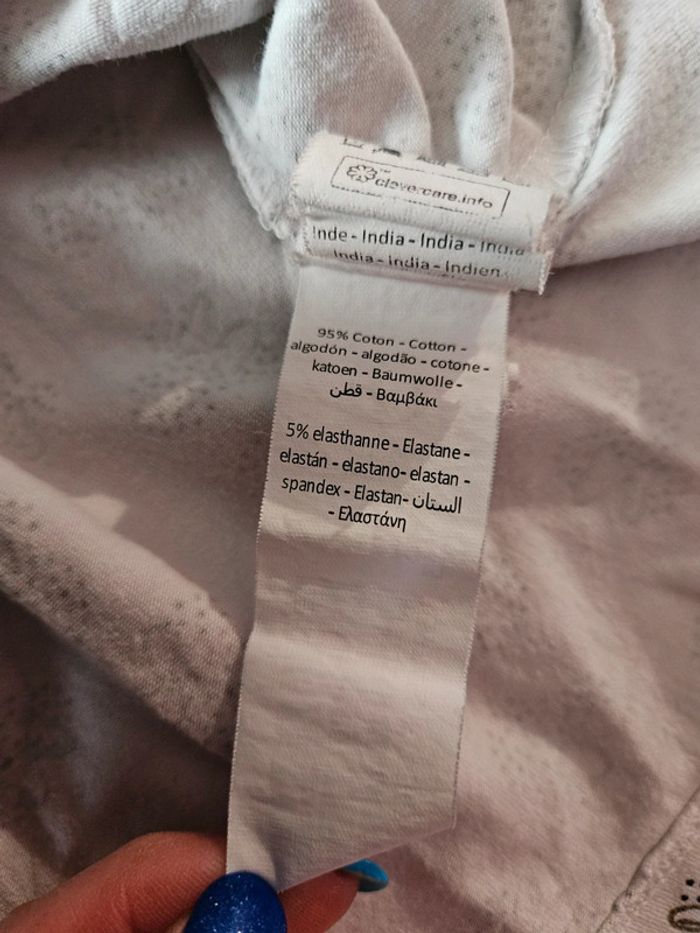 clevercare.info
Inde - India - India - India
India - india - Indien
95% Coton - Cotton -
algodón - algodão - cotone -
katoen - Baumwolle -
قطن - Βαμβάκι
5% elasthanne - Elastane -
elastán - elastano- elastan -
spandex - Elastan- الستان
- Ελαστάνη